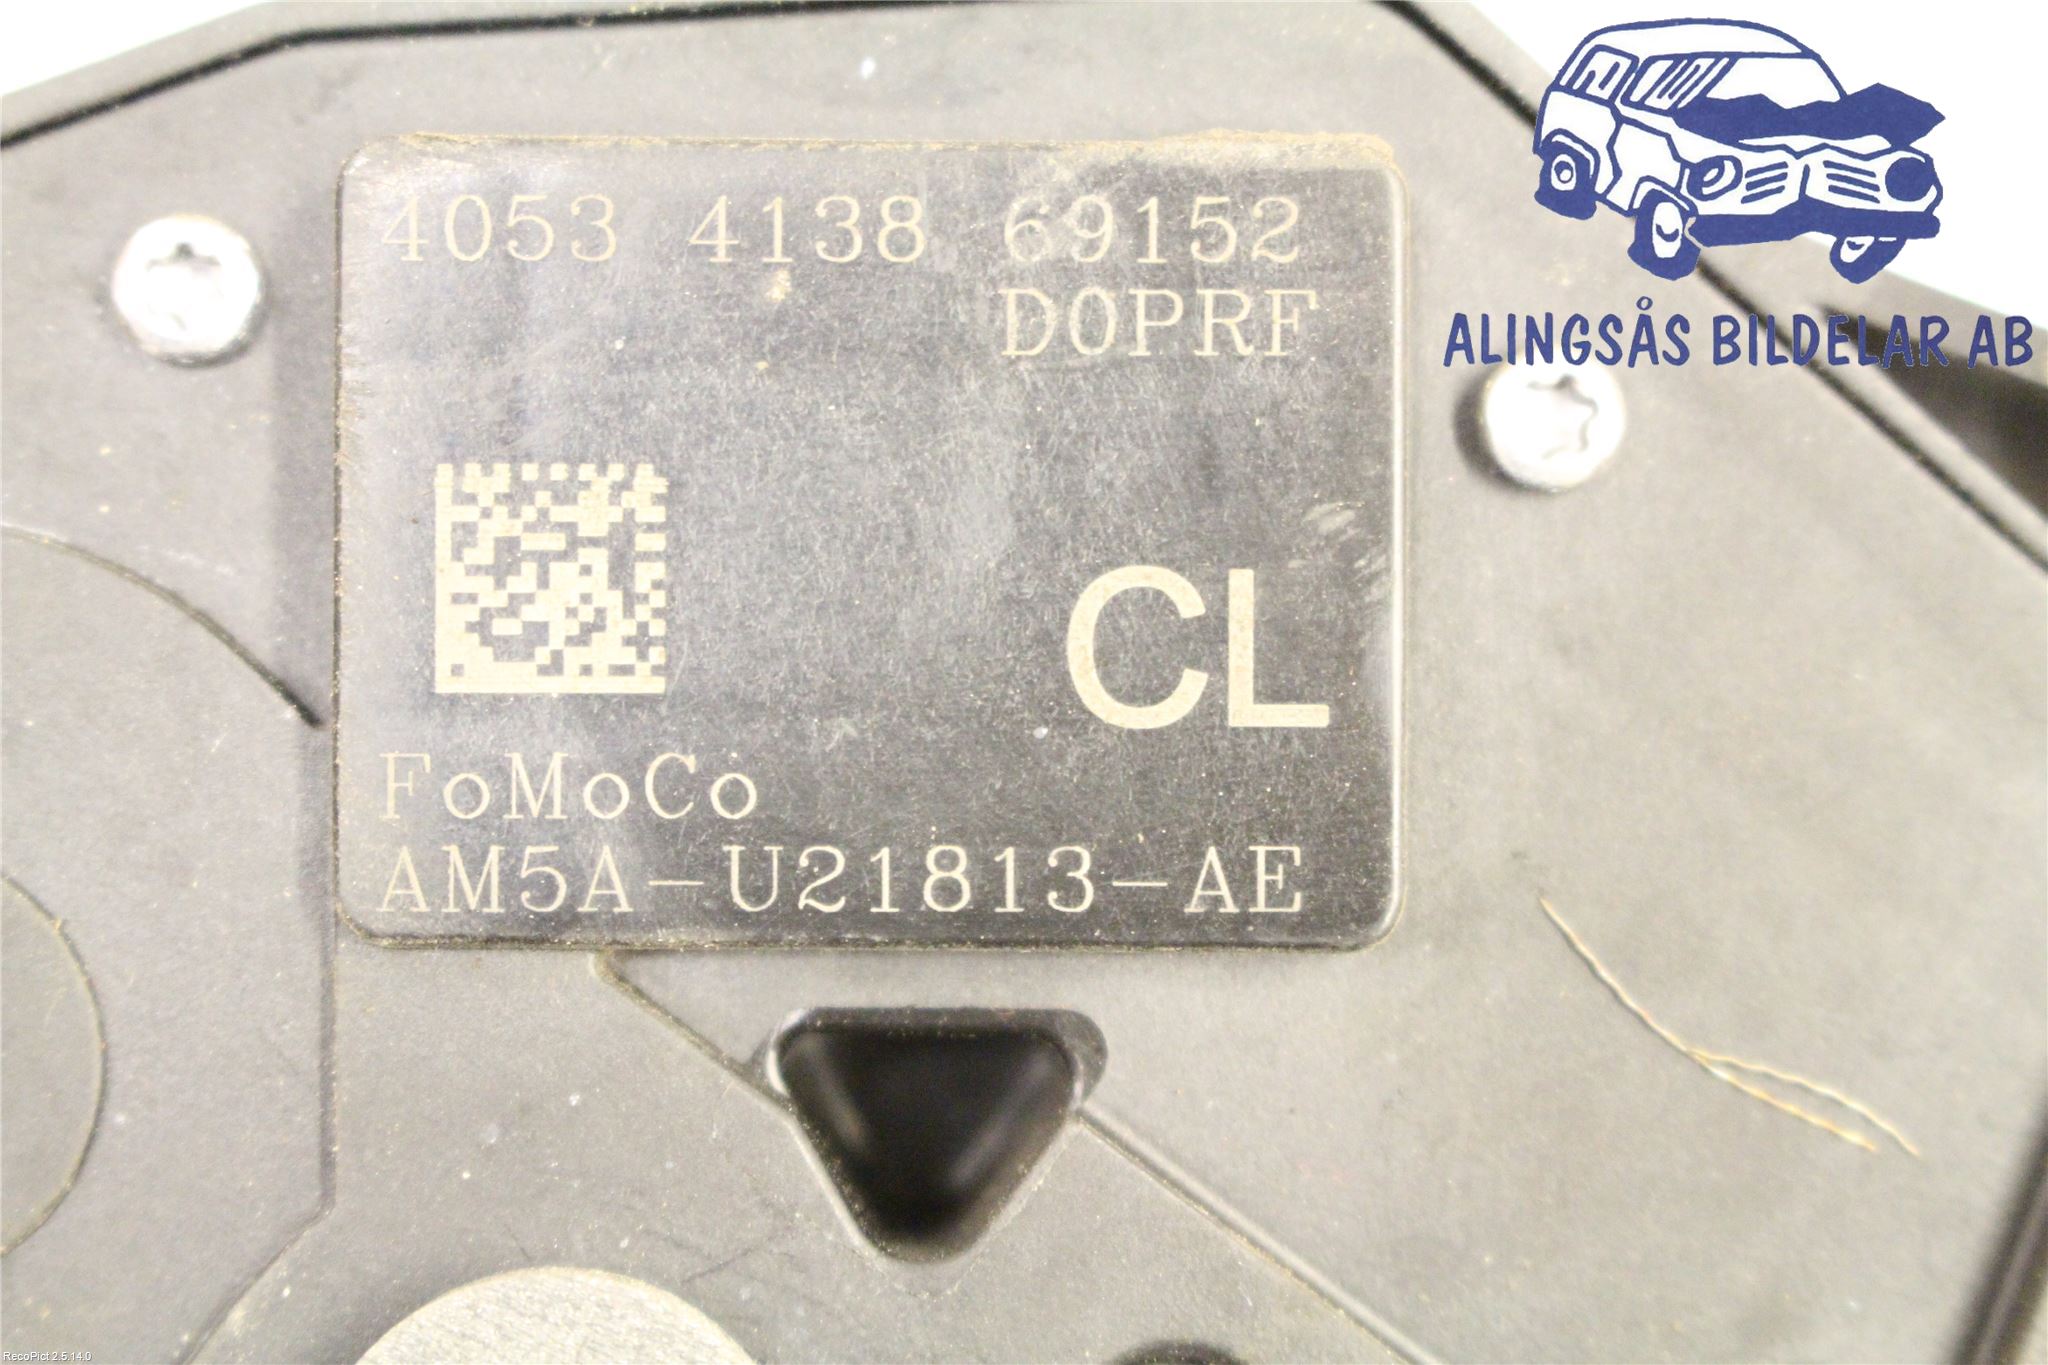 4053 4138 69152
D0PRF
CL
FoMoCo
AM5A-U21813-AE
ALINGSÅS BILDELAR AB
RecoPict 2.5.14.0